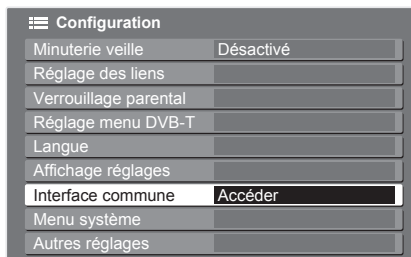 Configuration
Minuterie veille Désactivé
Réglage des liens
Verrouillage parental
Réglage menu DVB-T
Langue
Affichage réglages
Interface commune Accéder
Menu système
Autres réglages